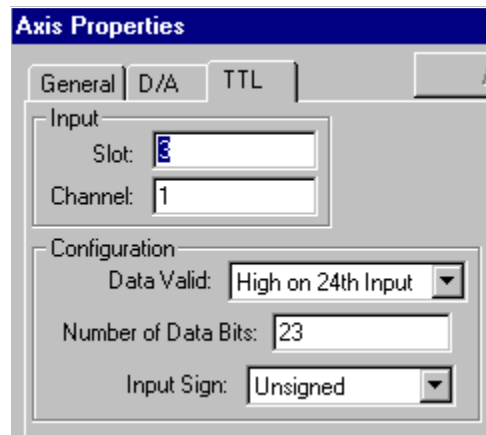 Axis Properties
General D/A TTL
Input
Slot: 3
Channel: 1
Configuration
Data Valid: High on 24th Input
Number of Data Bits: 23
Input Sign: Unsigned